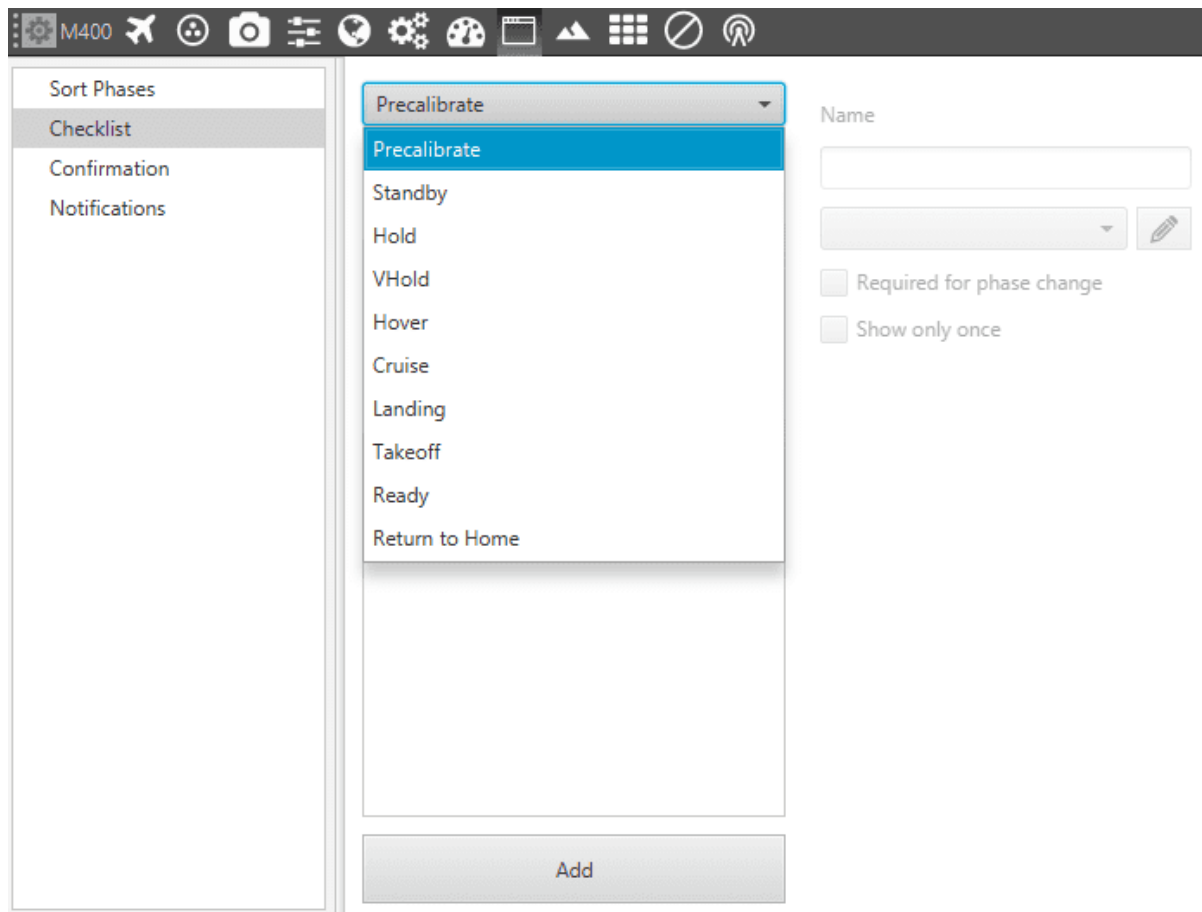 M400
Sort Phases
Checklist
Confirmation
Notifications
Precalibrate
Precalibrate
Standby
Hold
VHold
Hover
Cruise
Landing
Takeoff
Ready
Return to Home
Add
Name
Required for phase change
Show only once